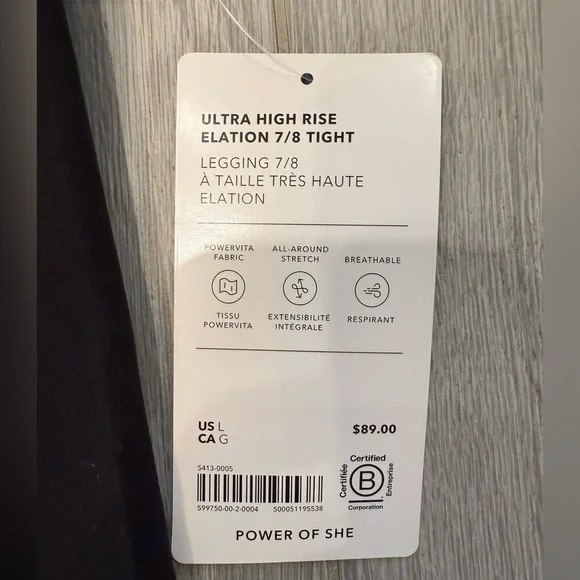 ULTRA HIGH RISE
ELATION 7/8 TIGHT
LEGGING 7/8
À TAILLE TRÈS HAUTE
ELATION
POWERVITA
FABRIC
ALL-AROUND
STRETCH
BREATHABLE
TISSU
POWERVITA
EXTENSIBILITÉ
INTÉGRALE
RESPIRANT
US L
CA G
$89.00
S413-0005
599750-00-2-0004 500051195538
Certified
Certifiée
B
Entreprise
Corporation
POWER OF SHE